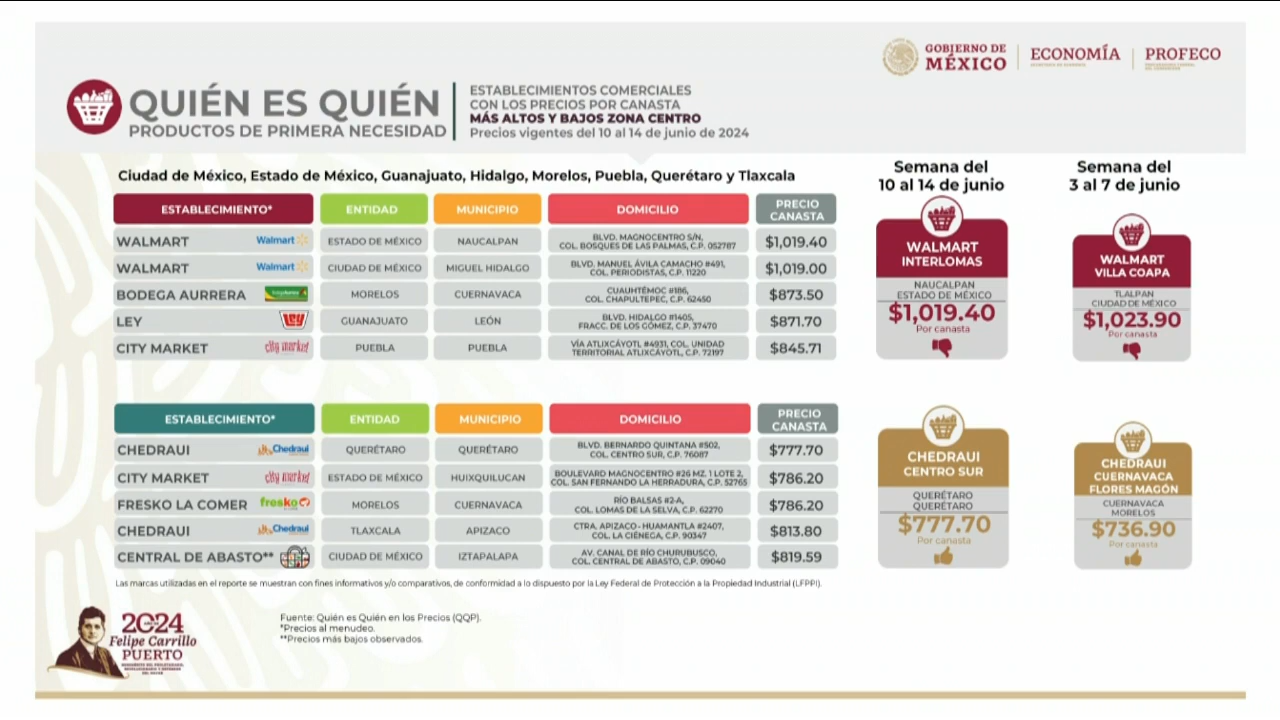 GOBIERNO DE
MÉXICO
ECONOMÍA
PROFECO
QUIÉN ES QUIÉN
PRODUCTOS DE PRIMERA NECESIDAD
ESTABLECIMIENTOS COMERCIALES
CON LOS PRECIOS POR CANASTA
MÁS ALTOS Y BAJOS ZONA CENTRO
Precios vigentes del 10 al 14 de junio de 2024
Ciudad de México, Estado de México, Guanajuato, Hidalgo, Morelos, Puebla, Querétaro y Tlaxcala
ESTABLECIMIENTO* ENTIDAD MUNICIPIO DOMICILIO PRECIO CANASTA
WALMART Walmart ESTADO DE MÉXICO NAUCALPAN BLVD. MAGNOCENTRO S/N, COL. BOSQUES DE LAS PALMAS, C.P. 052787 $1,019.40
WALMART Walmart CIUDAD DE MÉXICO MIGUEL HIDALGO BLVD. MANUEL ÁVILA CAMACHO #491, COL. PERIODISTAS, C.P. 11220 $1,019.00
BODEGA AURRERA MORELOS CUERNAVACA CUAUHTÉMOC #186, COL. CHAPULTEPEC, C.P. 62450 $873.50
LEY LEY GUANAJUATO LEÓN BLVD. HIDALGO #1405, FRACC. DE LOS GÓMEZ, C.P. 37470 $871.70
CITY MARKET city market PUEBLA PUEBLA VÍA ATLIXCÁYOTL #4931, COL. UNIDAD TERRITORIAL ATLIXCÁYOTL, C.P. 72197 $845.71
Semana del
10 al 14 de junio
WALMART
INTERLOMAS
NAUCALPAN
ESTADO DE MÉXICO
$1,019.40
Por canasta
Semana del
3 al 7 de junio
WALMART
VILLA COAPA
TLALPAN
CIUDAD DE MÉXICO
$1,023.90
Por canasta
ESTABLECIMIENTO* ENTIDAD MUNICIPIO DOMICILIO PRECIO CANASTA
CHEDRAUI Chedraui QUERÉTARO QUERÉTARO BLVD. BERNARDO QUINTANA #502, COL. CENTRO SUR, C.P. 76087 $777.70
CITY MARKET city market ESTADO DE MÉXICO HUIXQUILUCAN BOULEVARD MAGNOCENTRO #26 MZ, 1 LOTE 2, COL. SAN FERNANDO LA HERRADURA, C.P. 52765 $786.20
FRESKO LA COMER fresko MORELOS CUERNAVACA RÍO BALSAS #2-A, COL. LOMAS DE LA SELVA, C.P. 62270 $786.20
CHEDRAUI Chedraui TLAXCALA APIZACO CTRA. APIZACO - HUAMANTLA #2407, COL. LA CIÉNEGA, C.P. 90347 $813.80
CENTRAL DE ABASTO** CIUDAD DE MÉXICO IZTAPALAPA AV. CANAL DE RÍO CHURUBUSCO, COL. CENTRAL DE ABASTO, C.P. 09040 $819.59
CHEDRAUI
CENTRO SUR
QUERÉTARO
QUERÉTARO
$777.70
Por canasta
CHEDRAUI
CUERNAVACA
FLORES MAGÓN
CUERNAVACA
MORELOS
$736.90
Por canasta
Las marcas utilizadas en el reporte se muestran con fines informativos y/o comparativos, de conformidad a lo dispuesto por la Ley Federal de Protección a la Propiedad Industrial (LFPPI).
2024
Felipe Carrillo
PUERTO
Fuente: Quién es Quién en los Precios (QQP).
*Precios al menudeo.
**Precios más bajos observados.